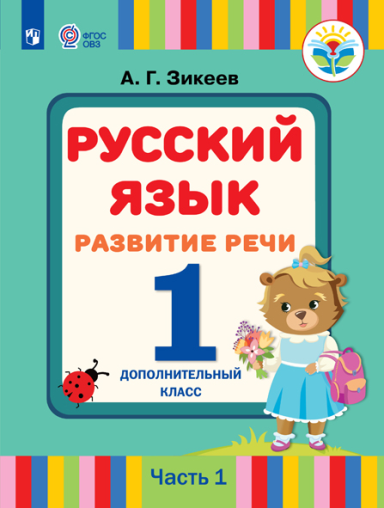 ФГОС
ОВЗ
А. Г. Зикеев
РУССКИЙ
ЯЗЫК
РАЗВИТИЕ РЕЧИ
1
ДОПОЛНИТЕЛЬНЫЙ
КЛАСС
Часть 1